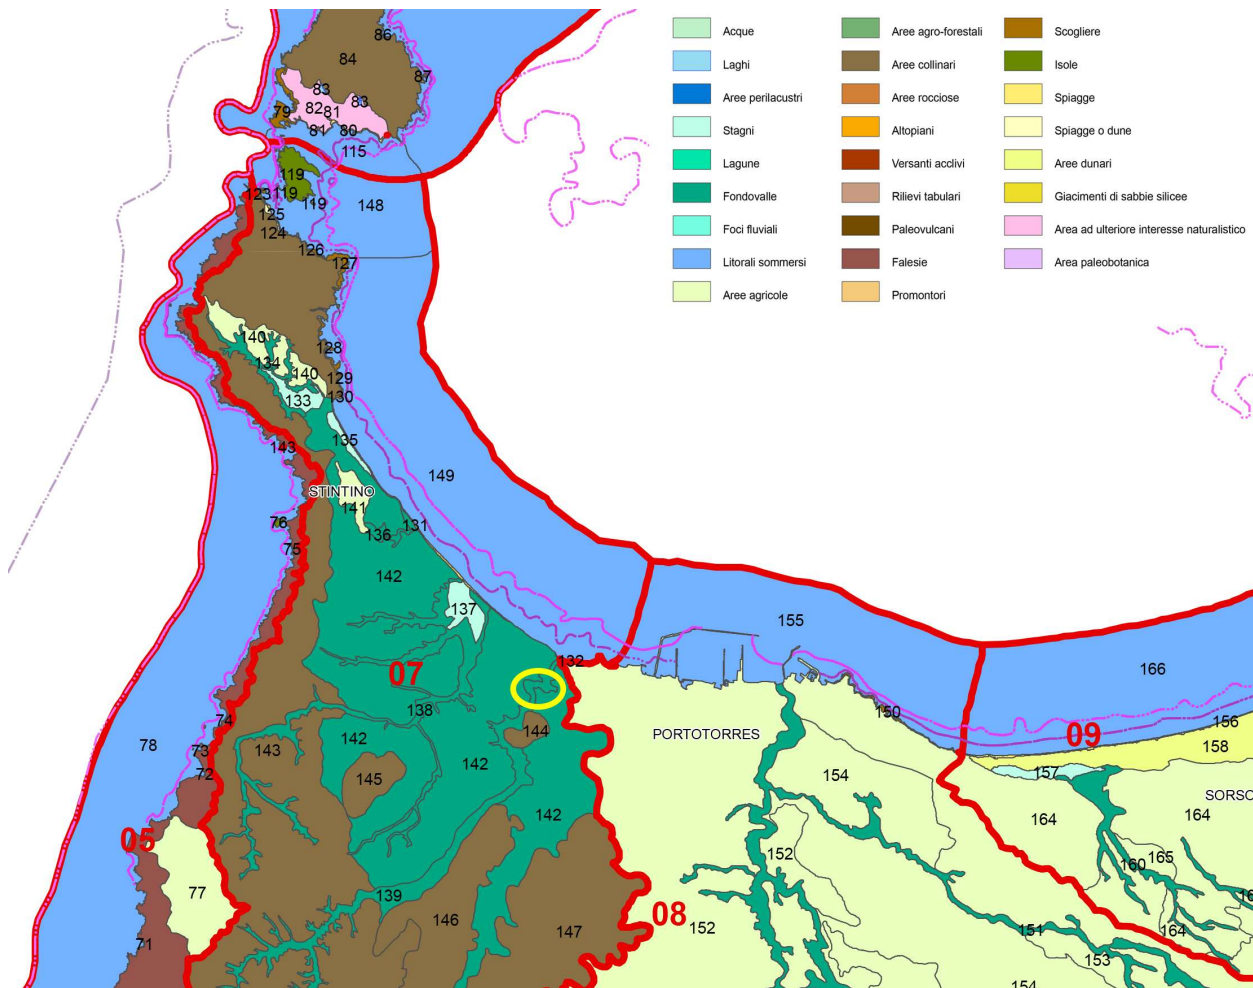 Acque
Laghi
Aree perilacustri
Stagni
Lagune
Fondovalle
Foci fluviali
Litorali sommersi
Aree agricole
Aree agro-forestali
Aree collinari
Aree rocciose
Altopiani
Versanti acclivi
Rilievi tabulari
Paleovulcani
Falesie
Promontori
Scogliere
Isole
Spiagge
Spiagge o dune
Aree dunari
Giacimenti di sabbie silicee
Area ad ulteriore interesse naturalistico
Area paleobotanica
86
84
87
83
83
82
81
79
81
80
115
119
123
119
119
148
125
124
126
127
140
128
134
140
129
133
130
135
143
149
STINTINO
141
76
131
136
75
142
137
155
132
07
166
138
74
144
150
156
PORTOTORRES
09
78
73
143
142
158
72
145
142
154
157
SORSO
142
164
164
05
152
165
160
77
139
146
08
147
152
151
164
71
153
154